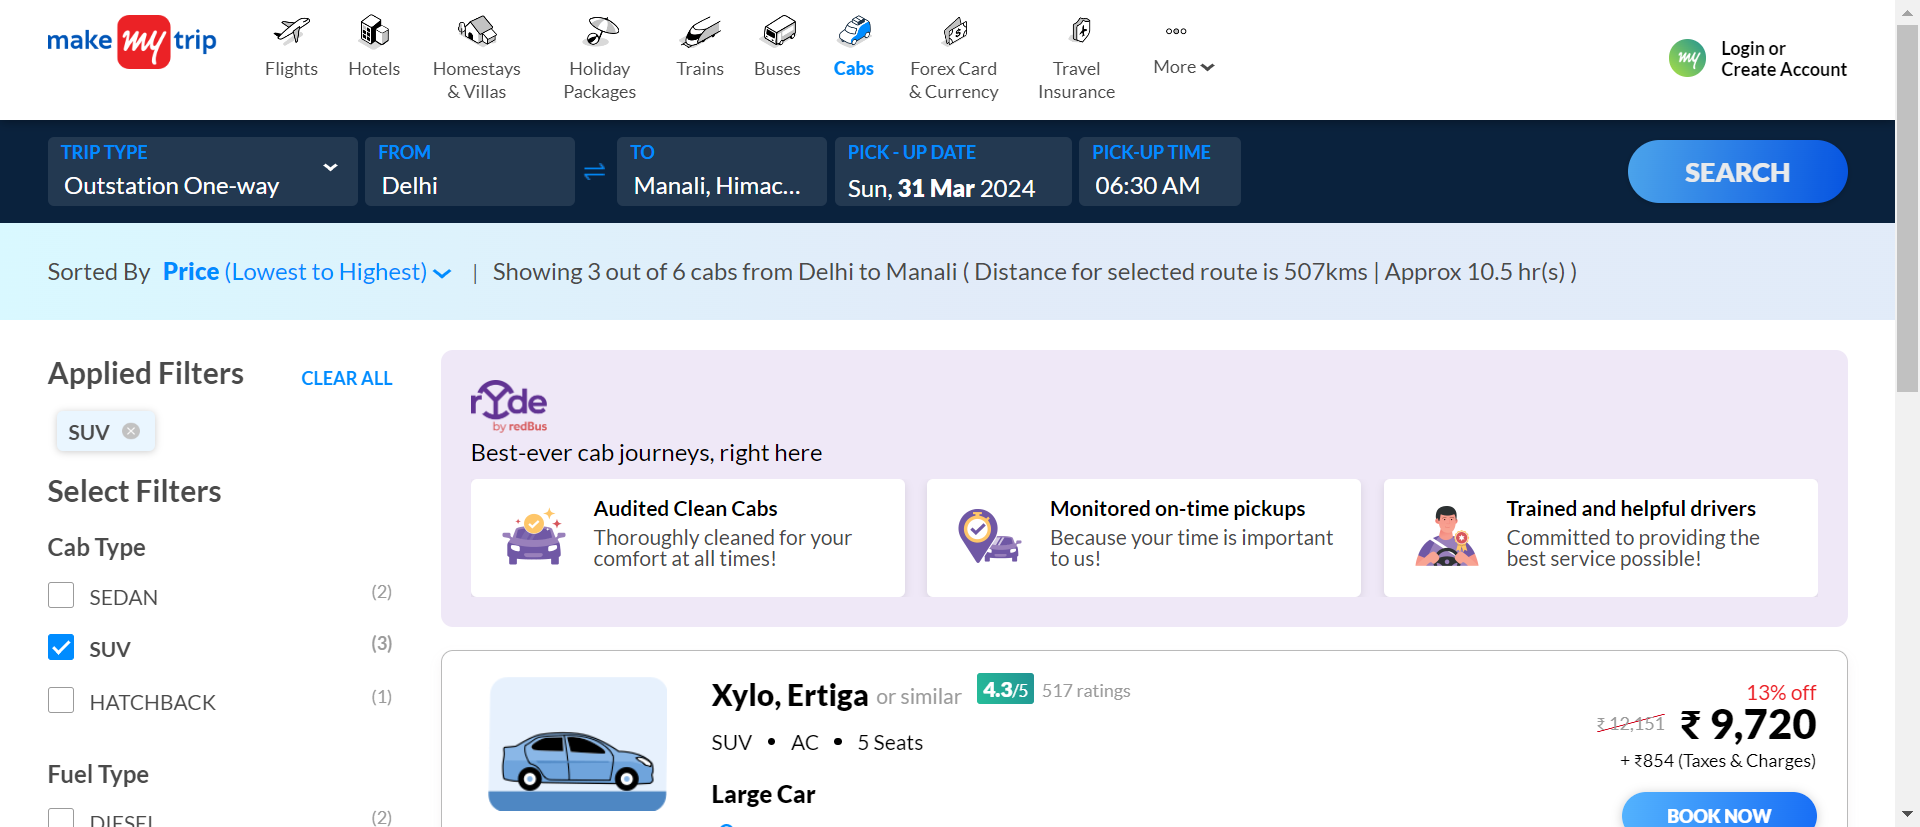 make my trip
Flights
Hotels
Homestays
& Villas
Holiday
Packages
Trains
Buses
Cabs
Forex Card
& Currency
Travel
Insurance
More
my
Login or
Create Account
TRIP TYPE
Outstation One-way
FROM
Delhi
TO
Manali, Himac...
PICK - UP DATE
Sun, 31 Mar 2024
PICK-UP TIME
06:30 AM
SEARCH
Sorted By Price (Lowest to Highest) | Showing 3 out of 6 cabs from Delhi to Manali ( Distance for selected route is 507kms | Approx 10.5 hr(s) )
Applied Filters
CLEAR ALL
SUV
Select Filters
Cab Type
SEDAN (2)
SUV (3)
HATCHBACK (1)
Fuel Type
DIESEL (2)
ryde
by redBus
Best-ever cab journeys, right here
Audited Clean Cabs
Thoroughly cleaned for your
comfort at all times!
Monitored on-time pickups
Because your time is important
to us!
Trained and helpful drivers
Committed to providing the
best service possible!
Xylo, Ertiga or similar 4.3/5 517 ratings
SUV • AC • 5 Seats
Large Car
13% off
₹ 12,151 ₹ 9,720
+ ₹854 (Taxes & Charges)
BOOK NOW